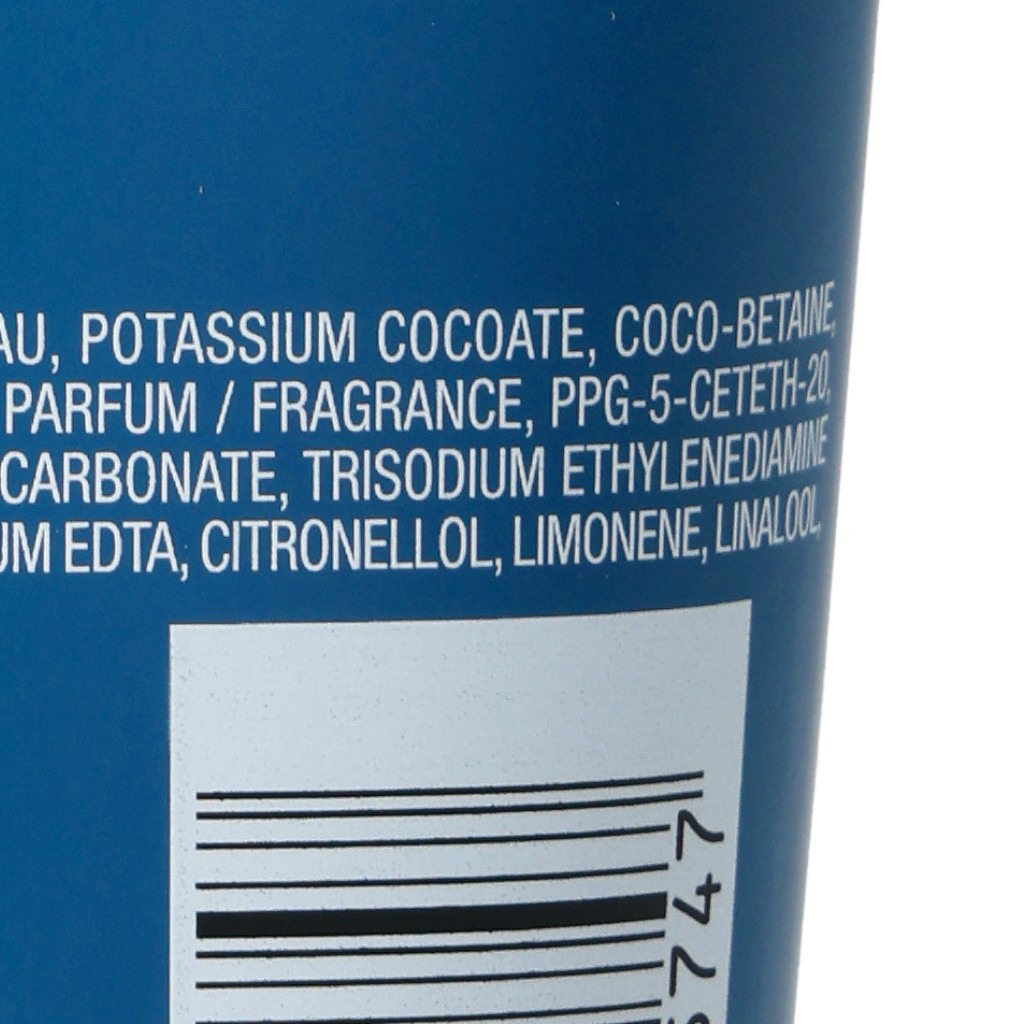 AU, POTASSIUM COCOATE, COCO-BETAINE,
PARFUM / FRAGRANCE, PPG-5-CETETH-20,
CARBONATE, TRISODIUM ETHYLENEDIAMINE
UM EDTA, CITRONELLOL, LIMONENE, LINALOOL,
747